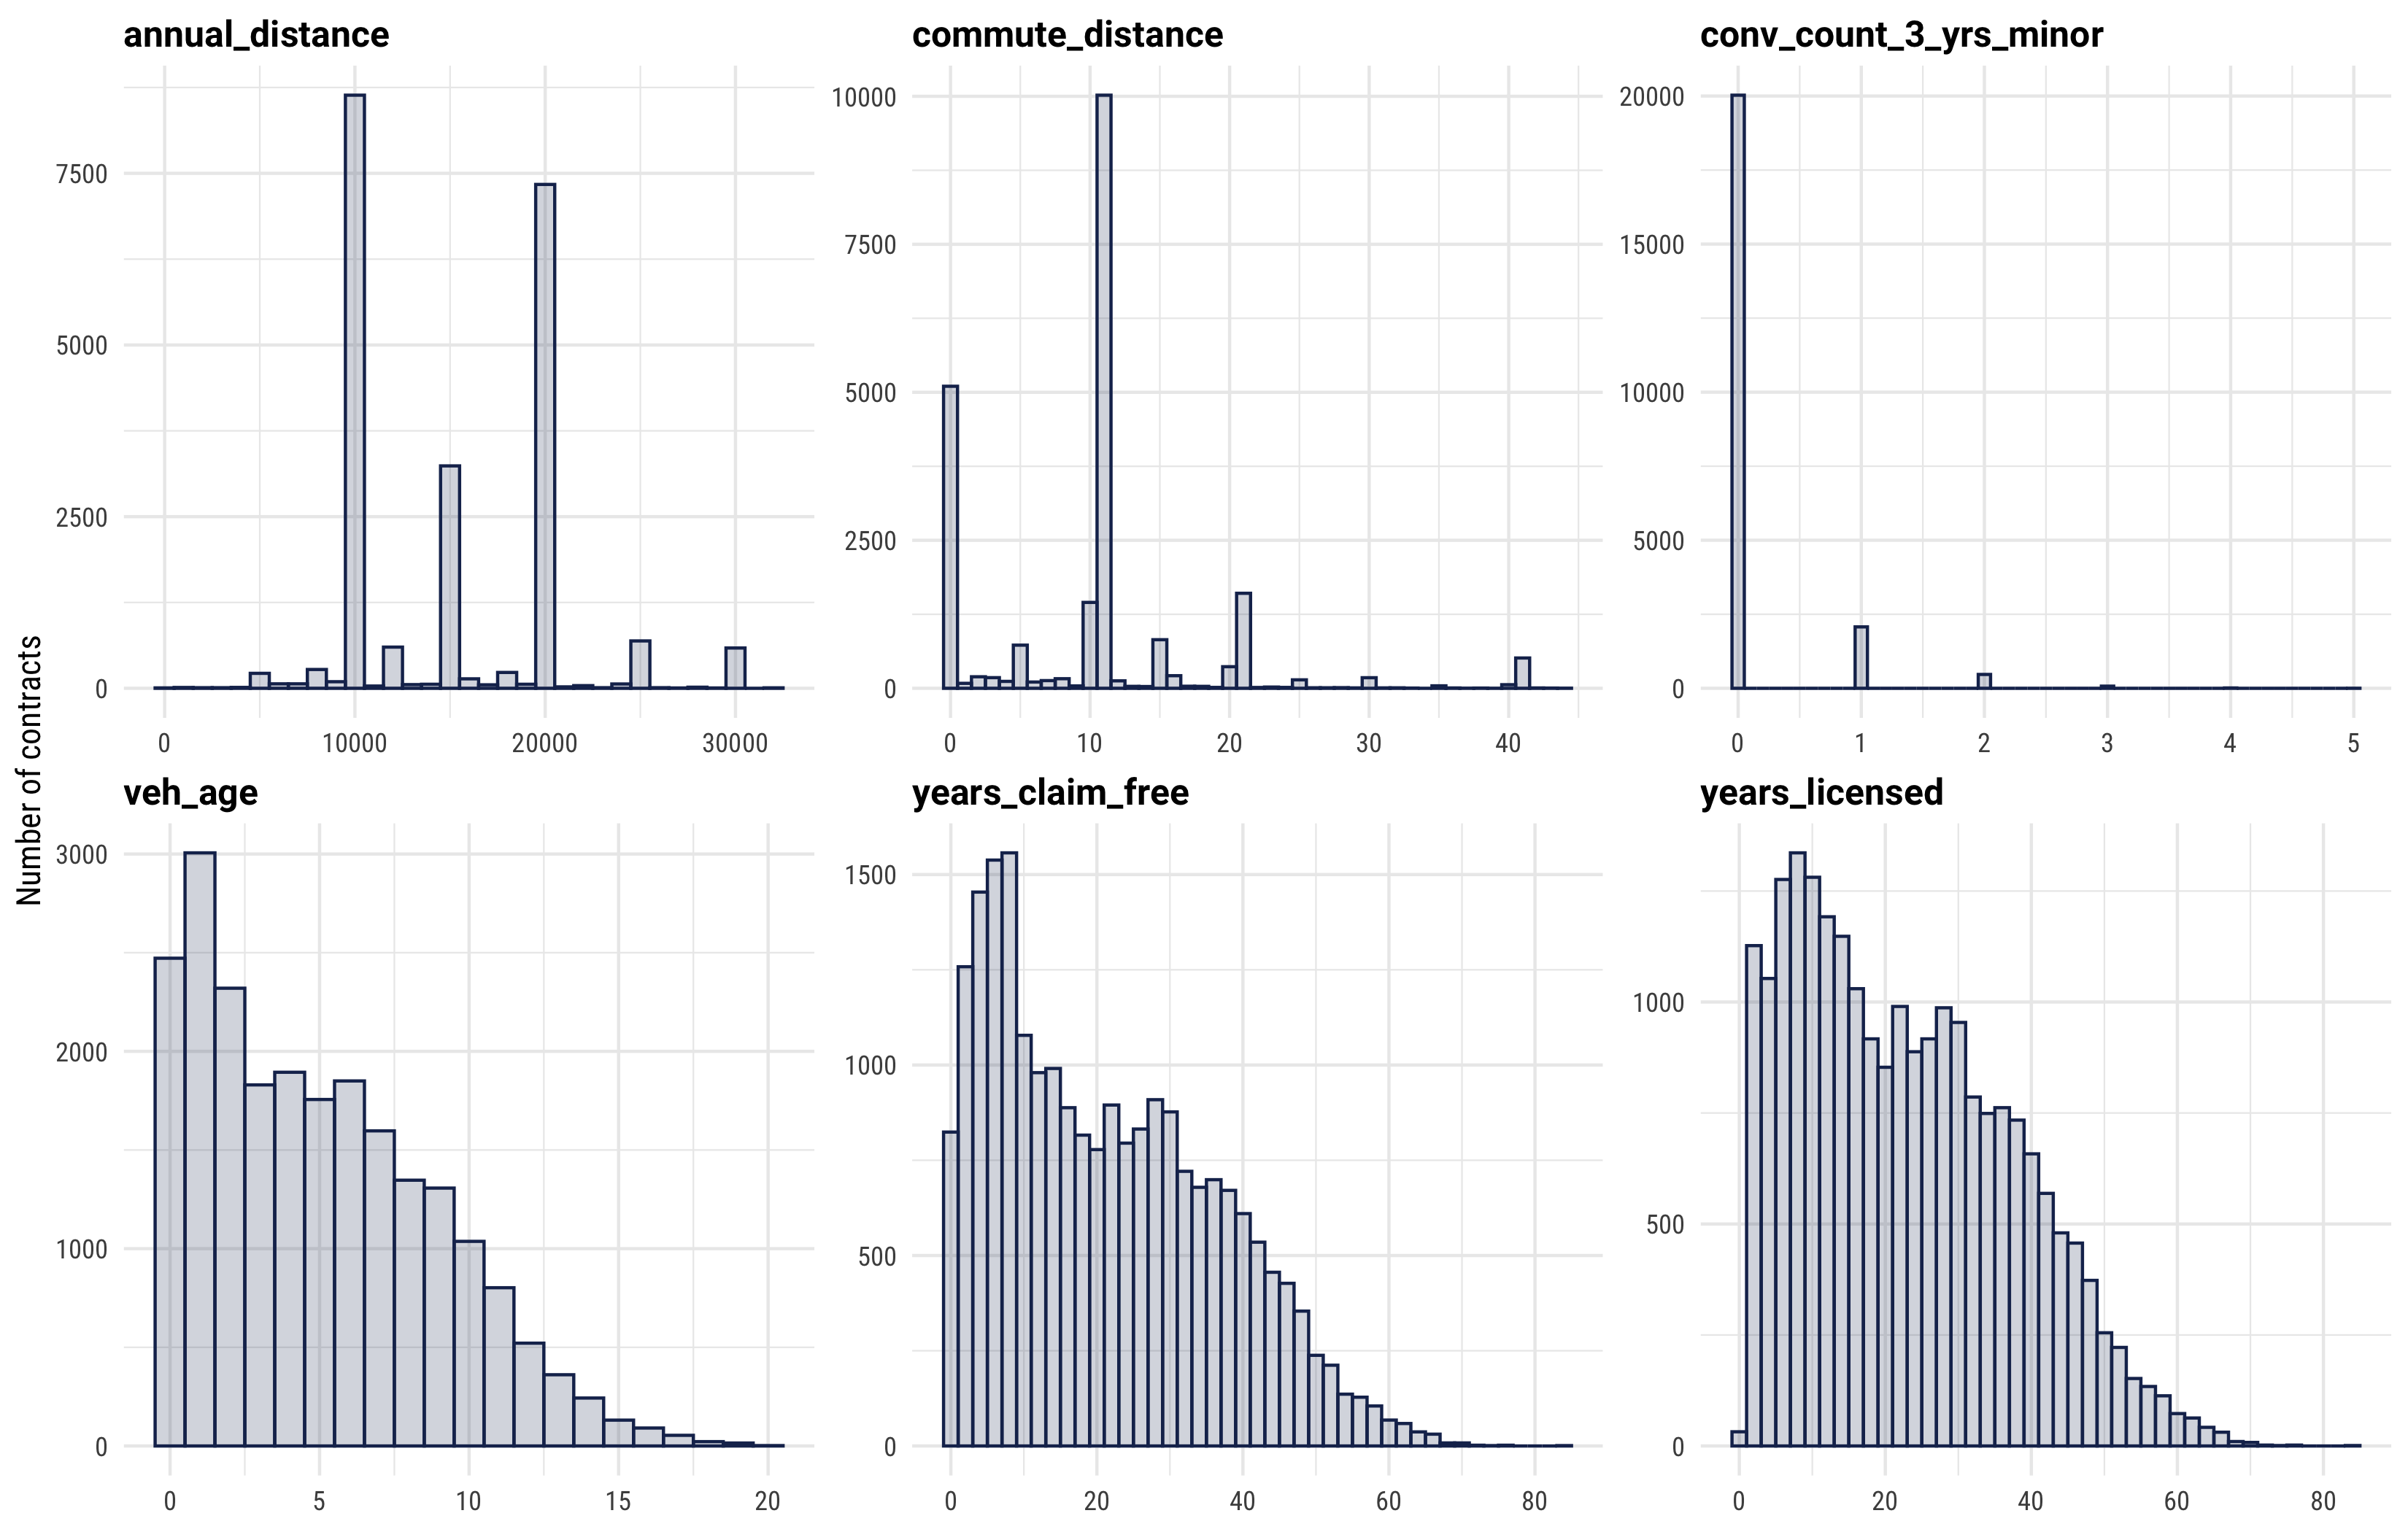 Number of contracts
annual_distance
7500
5000
2500
0
0 10000 20000 30000
commute_distance
10000
7500
5000
2500
0
0 10 20 30 40
conv_count_3_yrs_minor
20000
15000
10000
5000
0
0 1 2 3 4 5
veh_age
3000
2000
1000
0
0 5 10 15 20
years_claim_free
1500
1000
500
0
0 20 40 60 80
years_licensed
1000
500
0
0 20 40 60 80